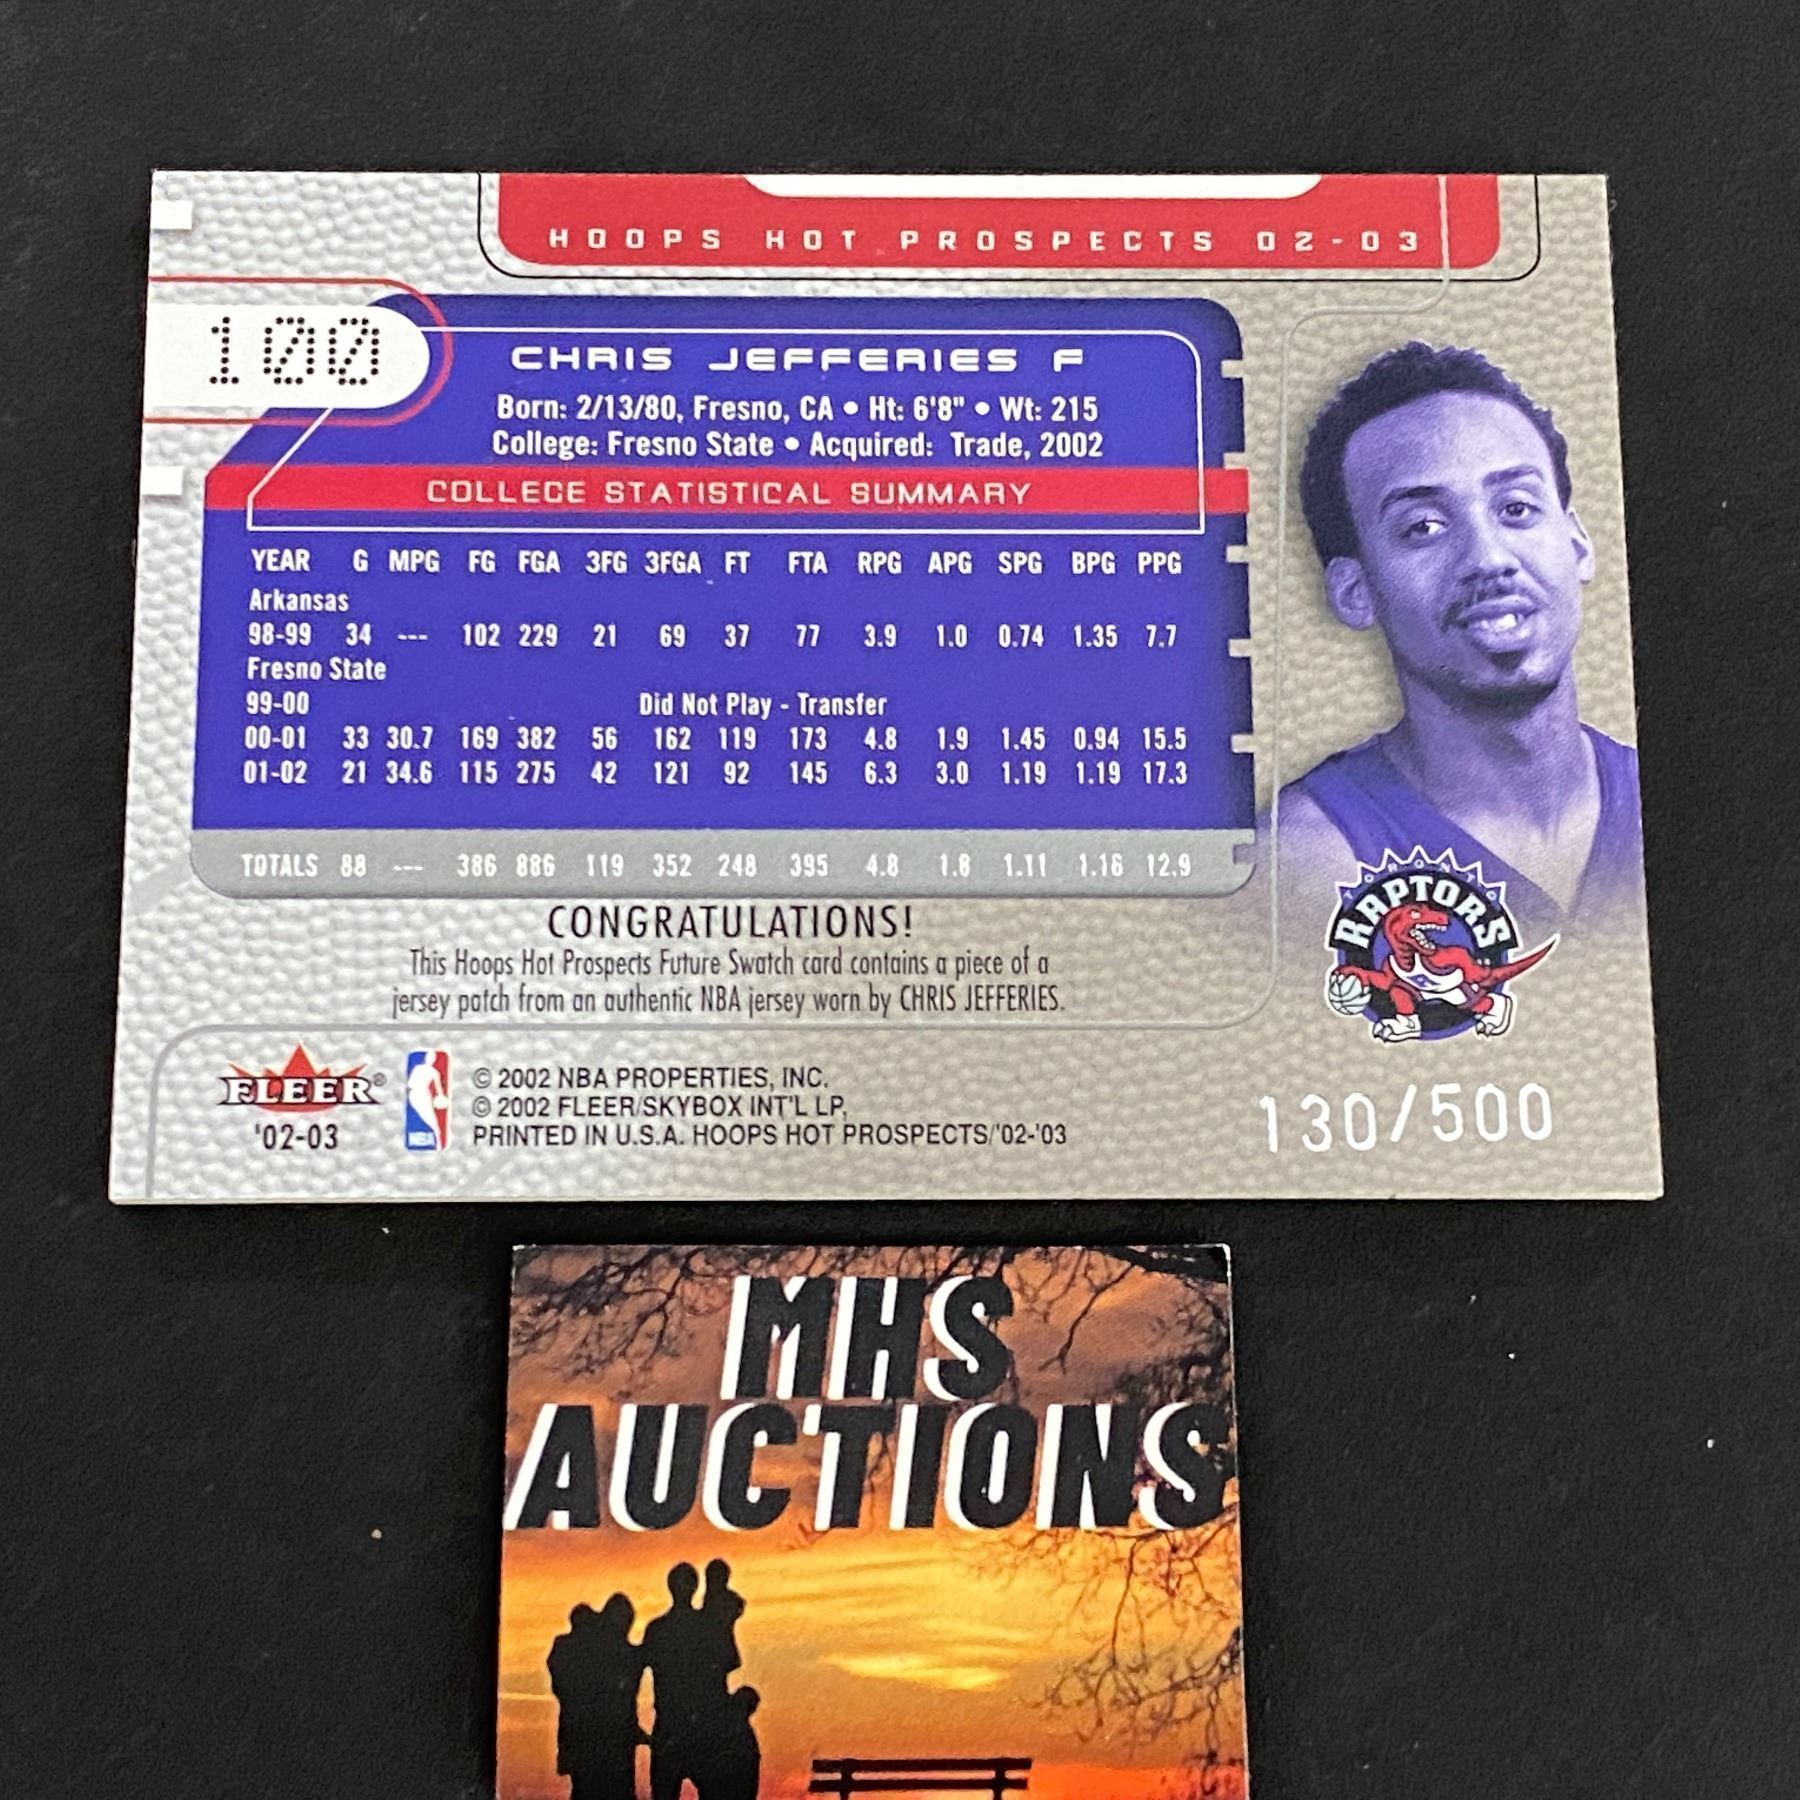 HOOPS HOT PROSPECTS 02-03
100
CHRIS JEFFERIES F
Born: 2/13/80, Fresno, CA • Ht: 6'8" • Wt: 215
College: Fresno State • Acquired: Trade, 2002
COLLEGE STATISTICAL SUMMARY
YEAR G MPG FG FGA 3FG 3FGA FT FTA RPG APG SPG BPG PPG
Arkansas
98-99 34 --- 102 229 21 69 37 77 3.9 1.0 0.74 1.35 7.7
Fresno State
99-00 Did Not Play - Transfer
00-01 33 30.7 169 382 56 162 119 173 4.8 1.9 1.45 0.94 15.5
01-02 21 34.6 115 275 42 121 92 145 6.3 3.0 1.19 1.19 17.3
TOTALS 88 --- 386 886 119 352 248 395 4.8 1.8 1.11 1.16 12.9
CONGRATULATIONS!
This Hoops Hot Prospects Future Swatch card contains a piece of a
jersey patch from an authentic NBA jersey worn by CHRIS JEFFERIES.
TORONTO
RAPTORS
FLEER®
'02-03
NBA
© 2002 NBA PROPERTIES, INC.
© 2002 FLEER/SKYBOX INT'L LP,
PRINTED IN U.S.A. HOOPS HOT PROSPECTS/'02-'03
130/500
MHS
AUCTIONS